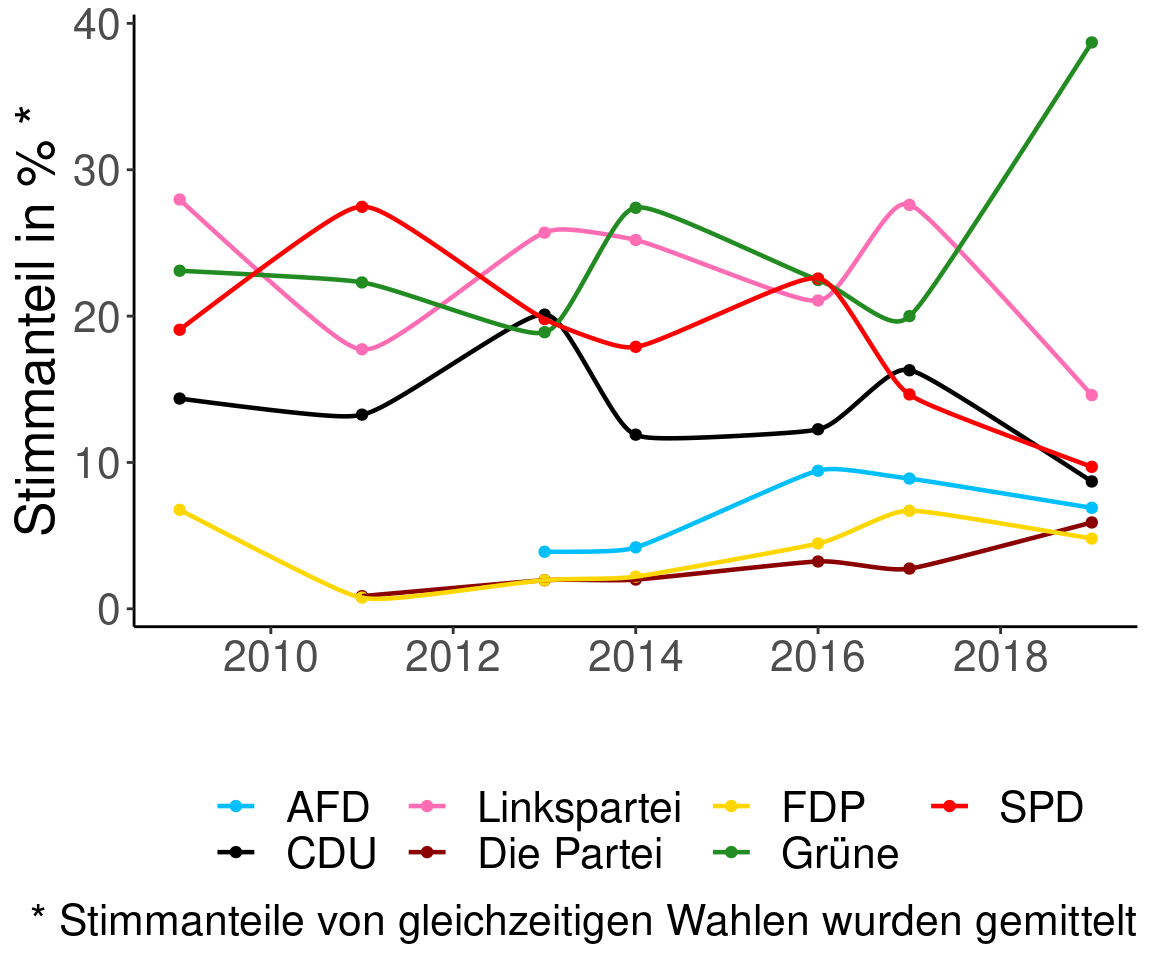 Stimmanteil in % *
40
30
20
10
0
2010 2012 2014 2016 2018
AFD Linkspartei FDP SPD
CDU Die Partei Grüne
* Stimmanteile von gleichzeitigen Wahlen wurden gemittelt